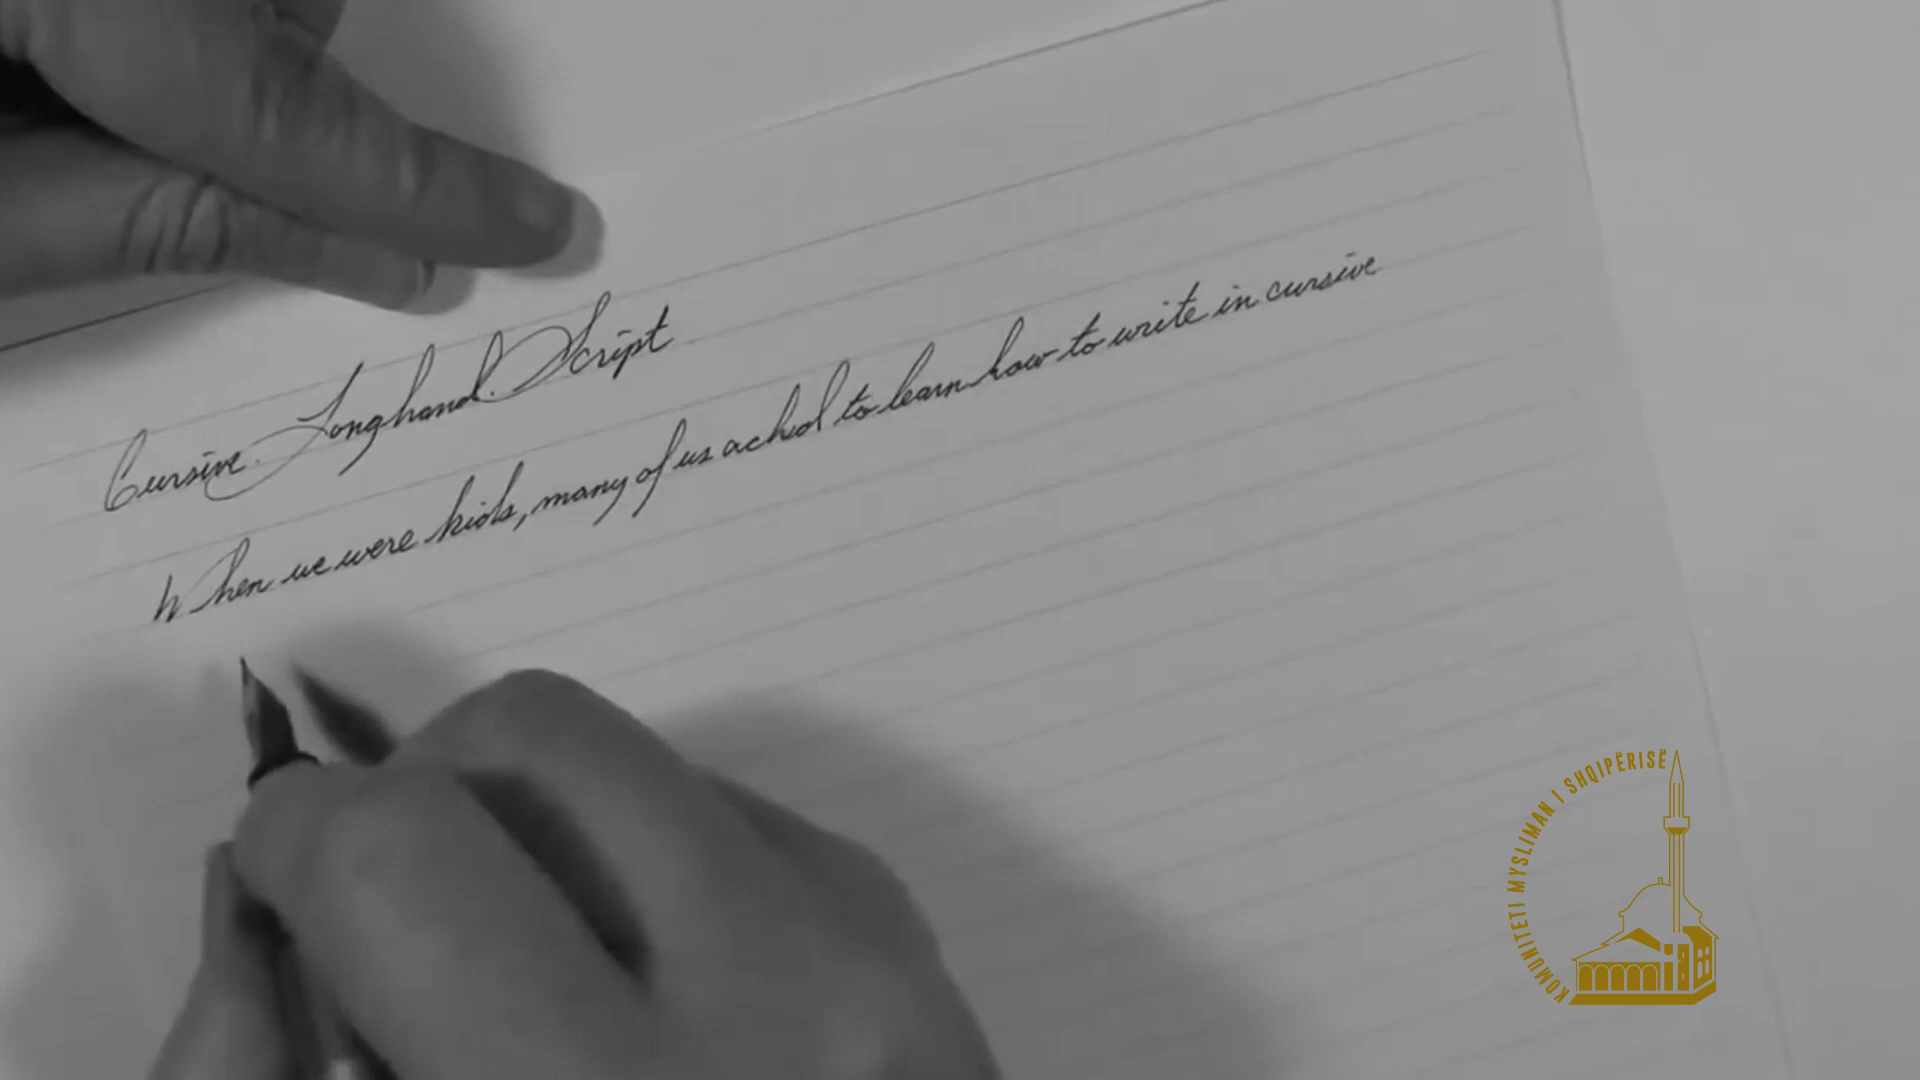 Cursive. Longhand. Script
When we were kids, many of us ached to learn how to write in cursive
KOMUNITETI MYSLIMAN I SHQIPËRISË